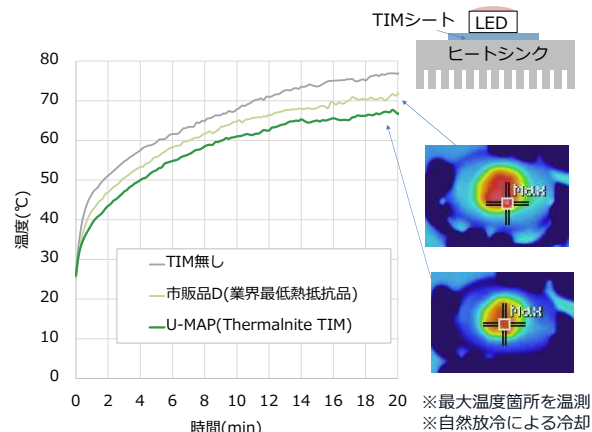 TIMシート
LED
ヒートシンク
80
70
60
50
40
30
20
10
0
温度(℃)
TIM無し
市販品D(業界最低熱抵抗品)
U-MAP(Thermalnite TIM)
0 2 4 6 8 10 12 14 16 18 20
時間(min)
Max
Max
※最大温度箇所を温測
※自然放冷による冷却